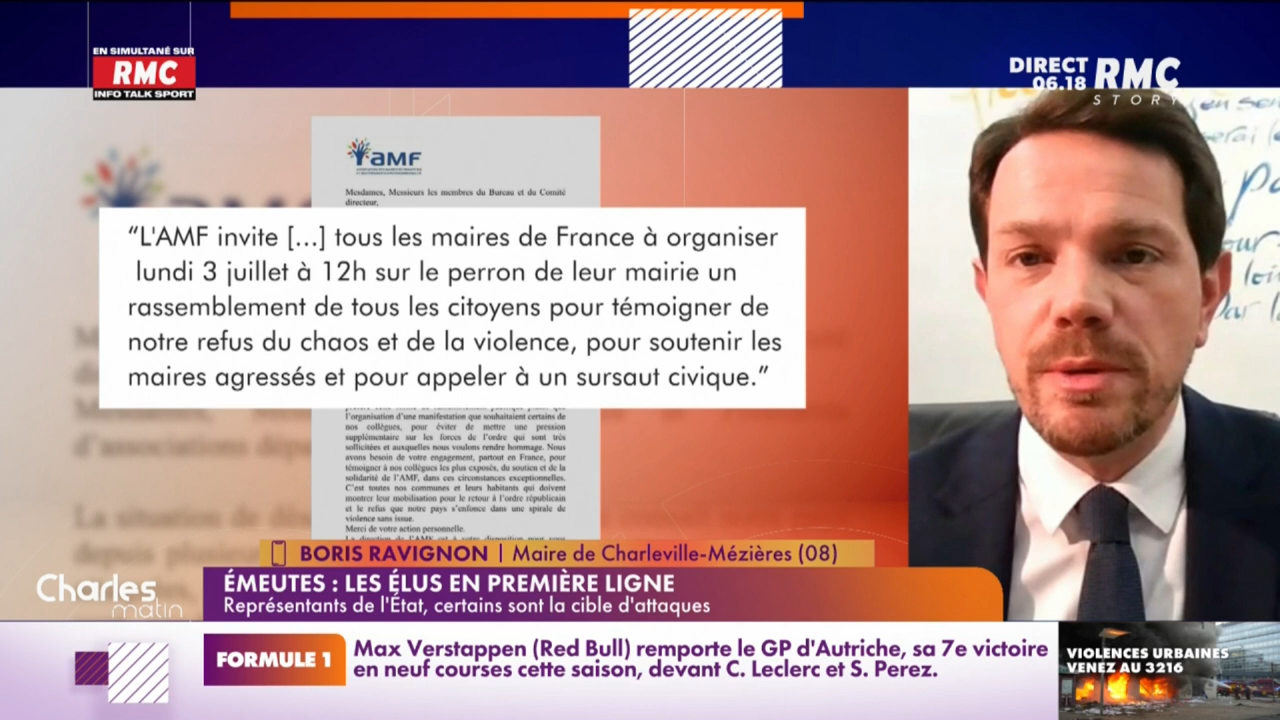 EN SIMULTANÉ SUR
RMC
INFO TALK SPORT
DIRECT
06.18
RMC
STORY
AMF
Mesdames, Messieurs les membres du Bureau et du Comité
directeur,
“L'AMF invite [...] tous les maires de France à organiser
lundi 3 juillet à 12h sur le perron de leur mairie un
rassemblement de tous les citoyens pour témoigner de
notre refus du chaos et de la violence, pour soutenir les
maires agressés et pour appeler à un sursaut civique.”
l'organisation d'une manifestation que souhaitaient certains de
nos collègues, pour éviter de mettre une pression
supplémentaire sur les forces de l'ordre qui sont très
sollicitées et auxquelles nous voulons rendre hommage. Nous
avons besoin de votre engagement, partout en France, pour
témoigner à nos collègues les plus exposés, du soutien et de la
solidarité de l'AMF, dans ces circonstances exceptionnelles.
C'est toutes nos communes et leurs habitants qui doivent
montrer leur mobilisation pour le retour à l'ordre républicain
et le refus que notre pays s'enfonce dans une spirale de
violence sans issue.
Merci de votre action personnelle.
BORIS RAVIGNON | Maire de Charleville-Mézières (08)
Charles
matin
ÉMEUTES : LES ÉLUS EN PREMIÈRE LIGNE
Représentants de l'État, certains sont la cible d'attaques
FORMULE 1
Max Verstappen (Red Bull) remporte le GP d'Autriche, sa 7e victoire
en neuf courses cette saison, devant C. Leclerc et S. Perez.
VIOLENCES URBAINES
VENEZ AU 3216